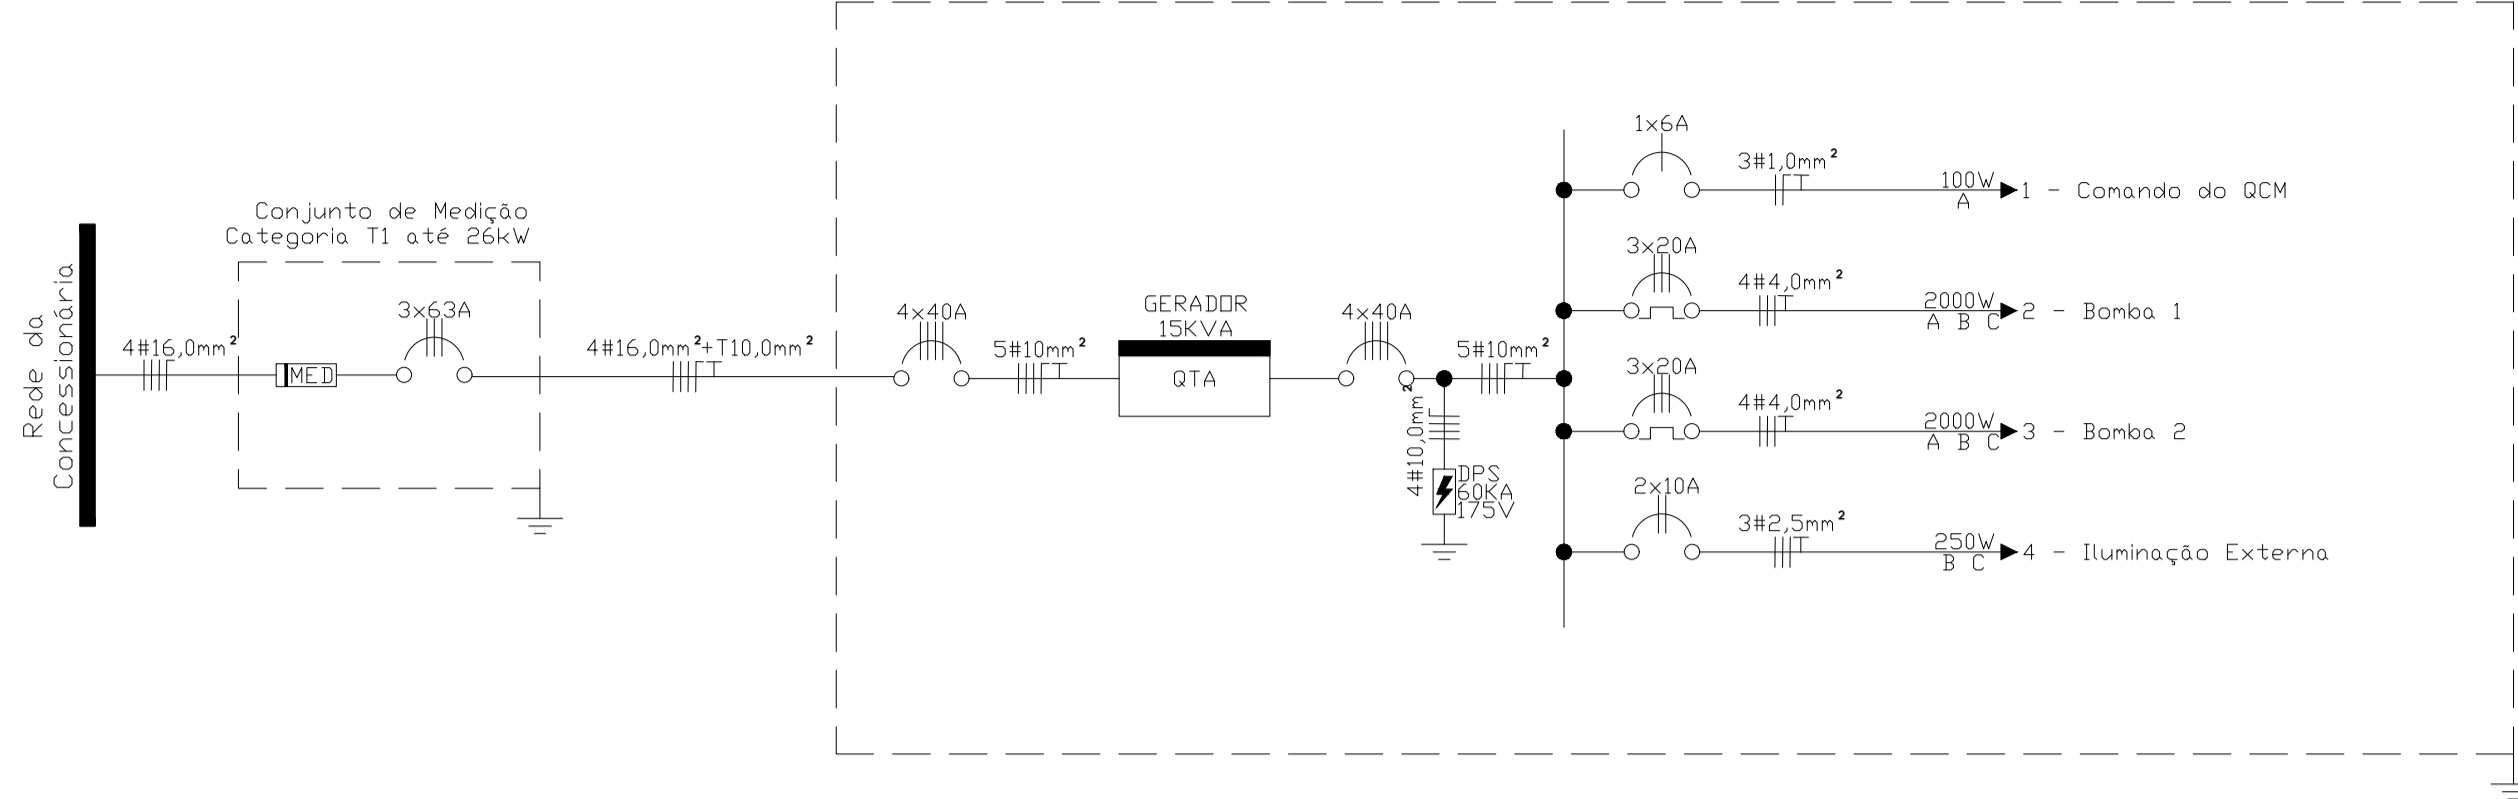 Rede da
Concessionária
4#16,0mm²
Conjunto de Medição
Categoria T1 até 26kW
MED
3x63A
4#16,0mm²+T10,0mm²
4x40A
5#10mm²
GERADOR
15KVA
QTA
4x40A
5#10mm²
4#10,0mm²
DPS
60KA
175V
1x6A
3#1,0mm²
100W
A
1 - Comando do QCM
3x20A
4#4,0mm²
2000W
A B C
2 - Bomba 1
3x20A
4#4,0mm²
2000W
A B C
3 - Bomba 2
2x10A
3#2,5mm²
250W
B C
4 - Iluminação Externa